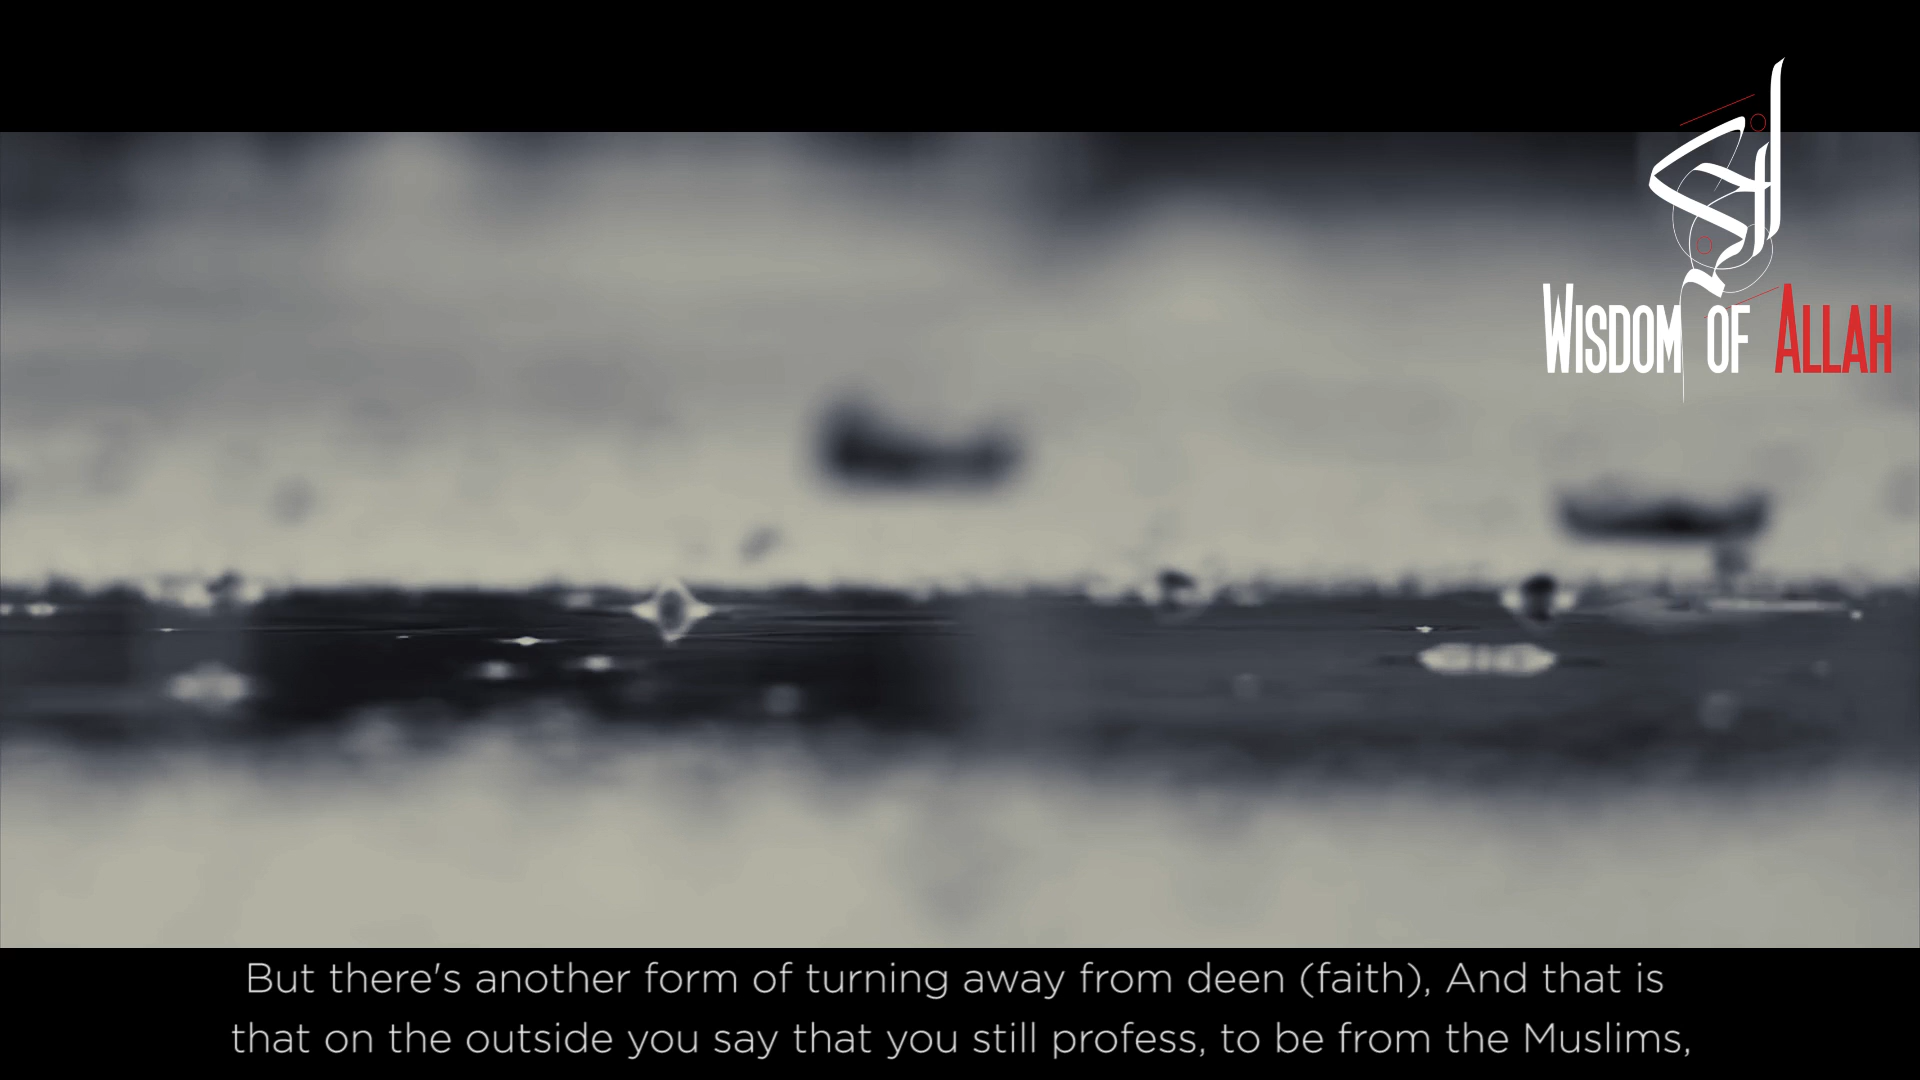 Wisdom of Allah
But there's another form of turning away from deen (faith), And that is
that on the outside you say that you still profess, to be from the Muslims,